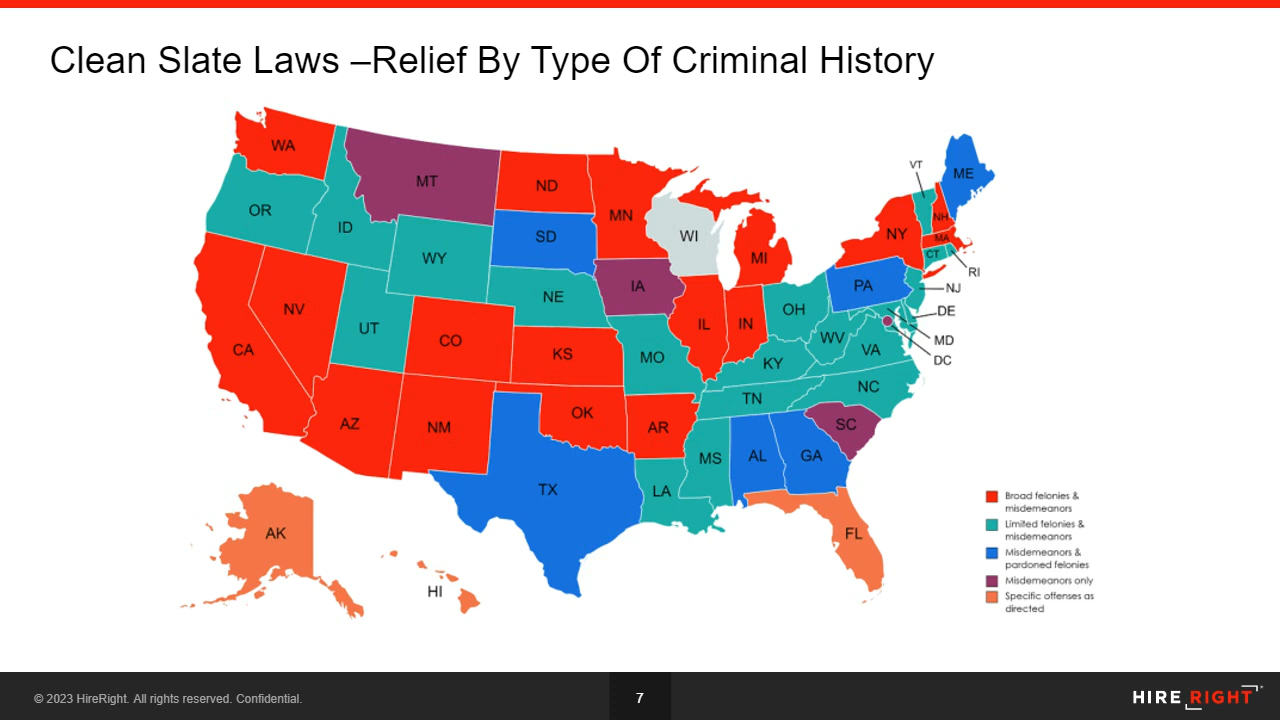 Clean Slate Laws –Relief By Type Of Criminal History
WA
MT
ND
MN
VT
ME
OR
ID
SD
WI
NH
NY
MA
WY
MI
CT
RI
IA
PA
NJ
NE
NV
UT
IL
IN
OH
DE
CO
WV
MD
CA
KS
MO
KY
VA
DC
NC
TN
AZ
NM
OK
AR
SC
MS
AL
GA
TX
LA
AK
FL
HI
Broad felonies &
misdemeanors
Limited felonies &
misdemeanors
Misdemeanors &
pardoned felonies
Misdemeanors only
Specific offenses as
directed
© 2023 HireRight. All rights reserved. Confidential.
7
HIRE RIGHT